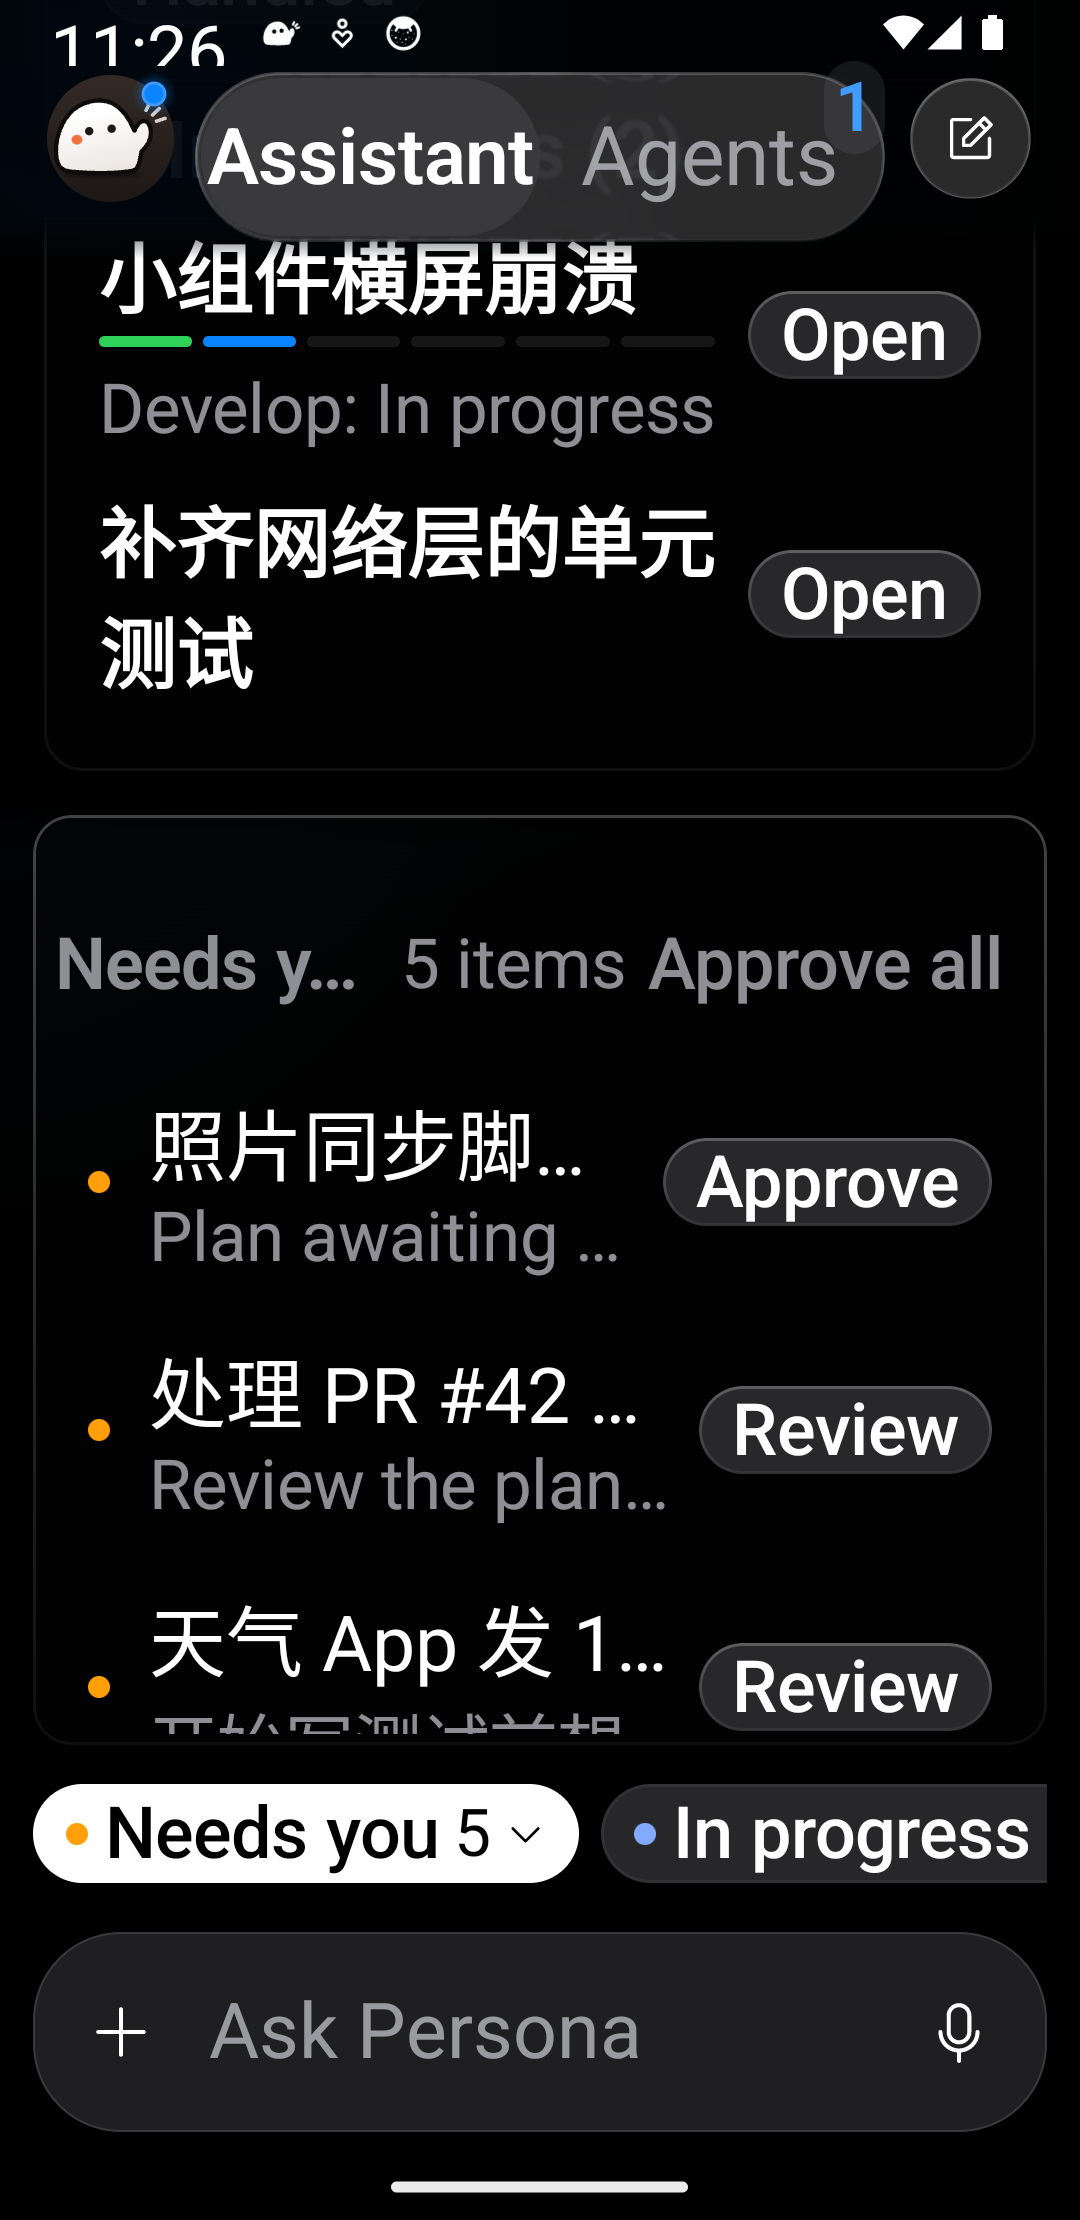 11:26
Assistant
Agents
1
小组件横屏崩溃
Open
Develop: In progress
补齐网络层的单元
测试
Open
Needs y...
5 items
Approve all
照片同步脚...
Approve
Plan awaiting ...
处理 PR #42 ...
Review
Review the plan...
天气 App 发 1...
Review
Needs you 5
In progress
Ask Persona